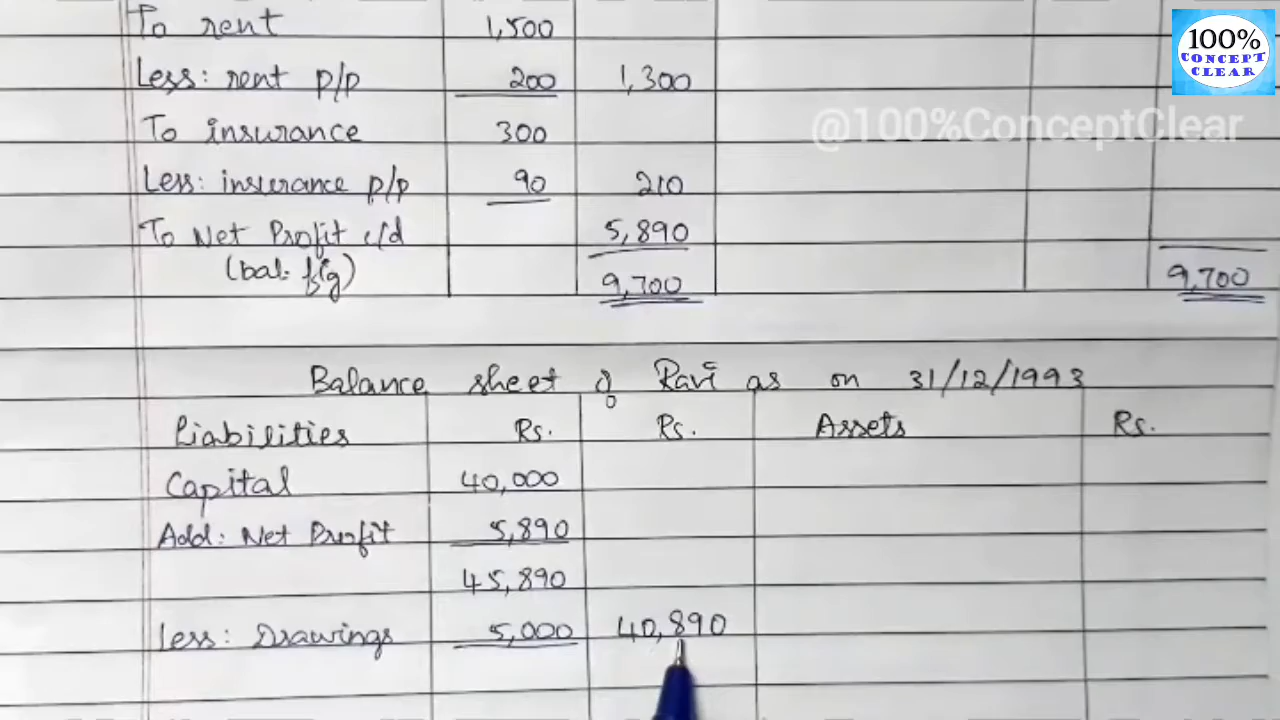 To rent 1,500
Less: rent p/p 200 1,300
To insurance 300
Less: insurance p/p 90 210
To Net Profit c/d 5,890
(bal. fig) 9,700 9,700
Balance sheet of Ravi as on 31/12/1993
Liabilities Rs. Rs. Assets Rs.
Capital 40,000
Add: Net Profit 5,890
45,890
Less: Drawings 5,000 40,890
100%
CONCEPT
CLEAR
@100%ConceptClear